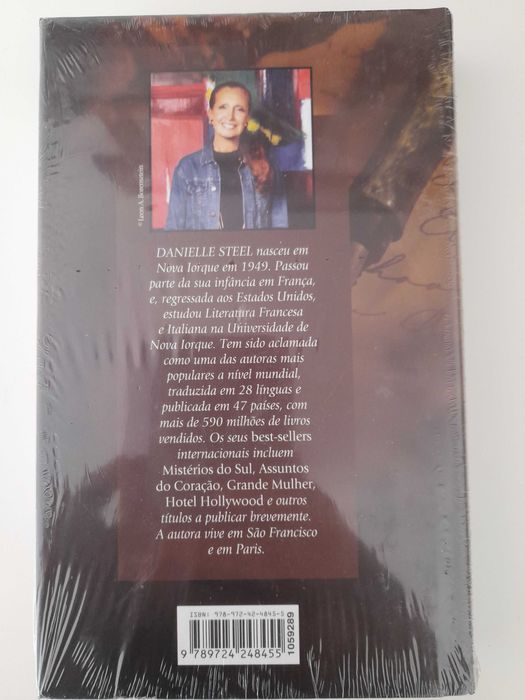 © Leon A. Borensztein
DANIELLE STEEL nasceu em
Nova Iorque em 1949. Passou
parte da sua infância em França,
e, regressada aos Estados Unidos,
estudou Literatura Francesa
e Italiana na Universidade de
Nova Iorque. Tem sido aclamada
como uma das autoras mais
populares a nível mundial,
traduzida em 28 línguas e
publicada em 47 países, com
mais de 590 milhões de livros
vendidos. Os seus best-sellers
internacionais incluem
Mistérios do Sul, Assuntos
do Coração, Grande Mulher,
Hotel Hollywood e outros
títulos a publicar brevemente.
A autora vive em São Francisco
e em Paris.
ISBN: 978-972-42-4845-5
9 789724 248455
1059289